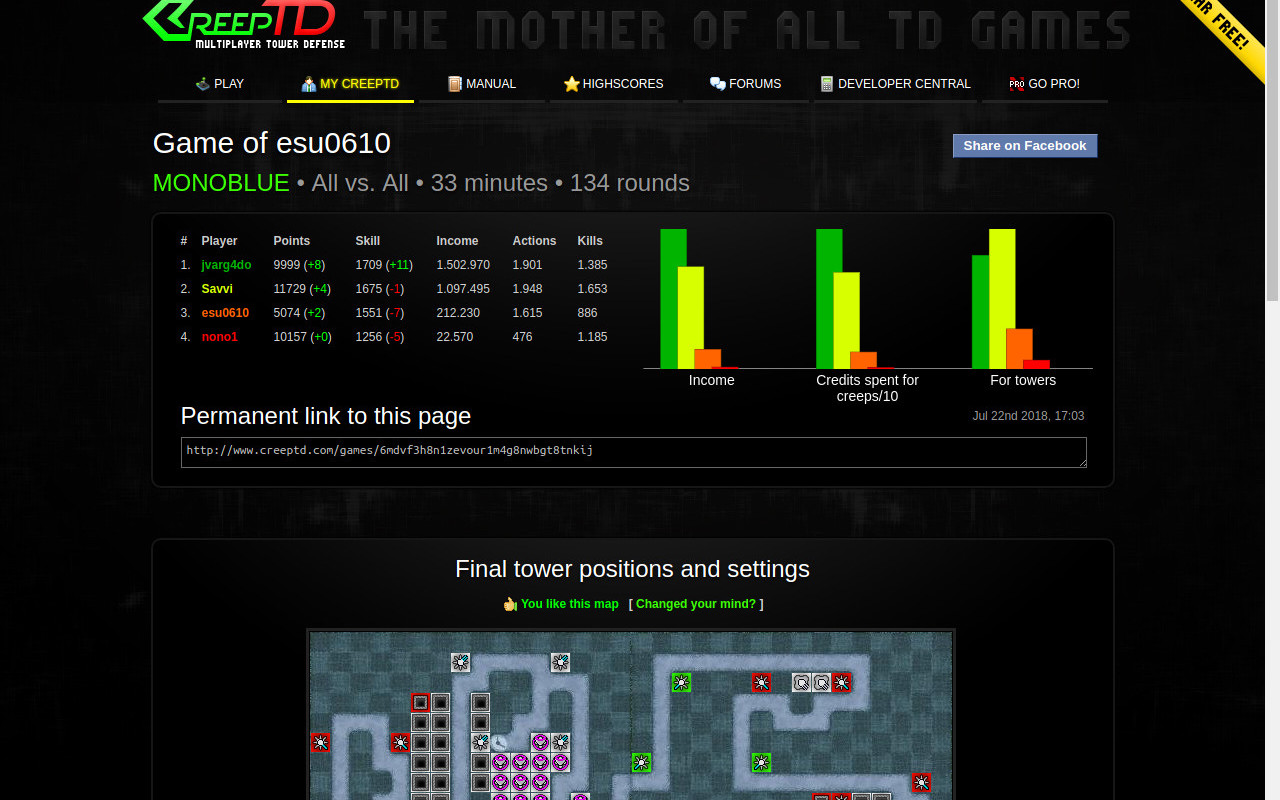 CREEPTD
MULTIPLAYER TOWER DEFENSE
THE MOTHER OF ALL TD GAMES
FREE!
PLAY
MY CREEPTD
MANUAL
HIGHSCORES
FORUMS
DEVELOPER CENTRAL
PRO GO PRO!
Game of esu0610
Share on Facebook
MONOBLUE • All vs. All • 33 minutes • 134 rounds
# Player Points Skill Income Actions Kills
1. jvarg4do 9999 (+8) 1709 (+11) 1.502.970 1.901 1.385
2. Savvi 11729 (+4) 1675 (-1) 1.097.495 1.948 1.653
3. esu0610 5074 (+2) 1551 (-7) 212.230 1.615 886
4. nono1 10157 (+0) 1256 (-5) 22.570 476 1.185
Income
Credits spent for
creeps/10
For towers
Permanent link to this page
Jul 22nd 2018, 17:03
http://www.creeptd.com/games/6mdvf3h8n1zevour1m4g8nwbgt8tnkij
Final tower positions and settings
You like this map [ Changed your mind? ]